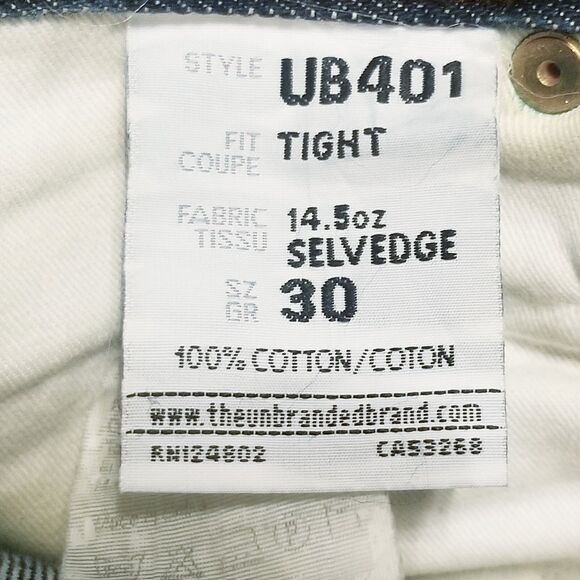 STYLE UB401
FIT TIGHT
COUPE
FABRIC 14.5oz
TISSU SELVEDGE
SZ 30
GR
100% COTTON/COTON
www.theunbrandedbrand.com
RN124802 CA53268